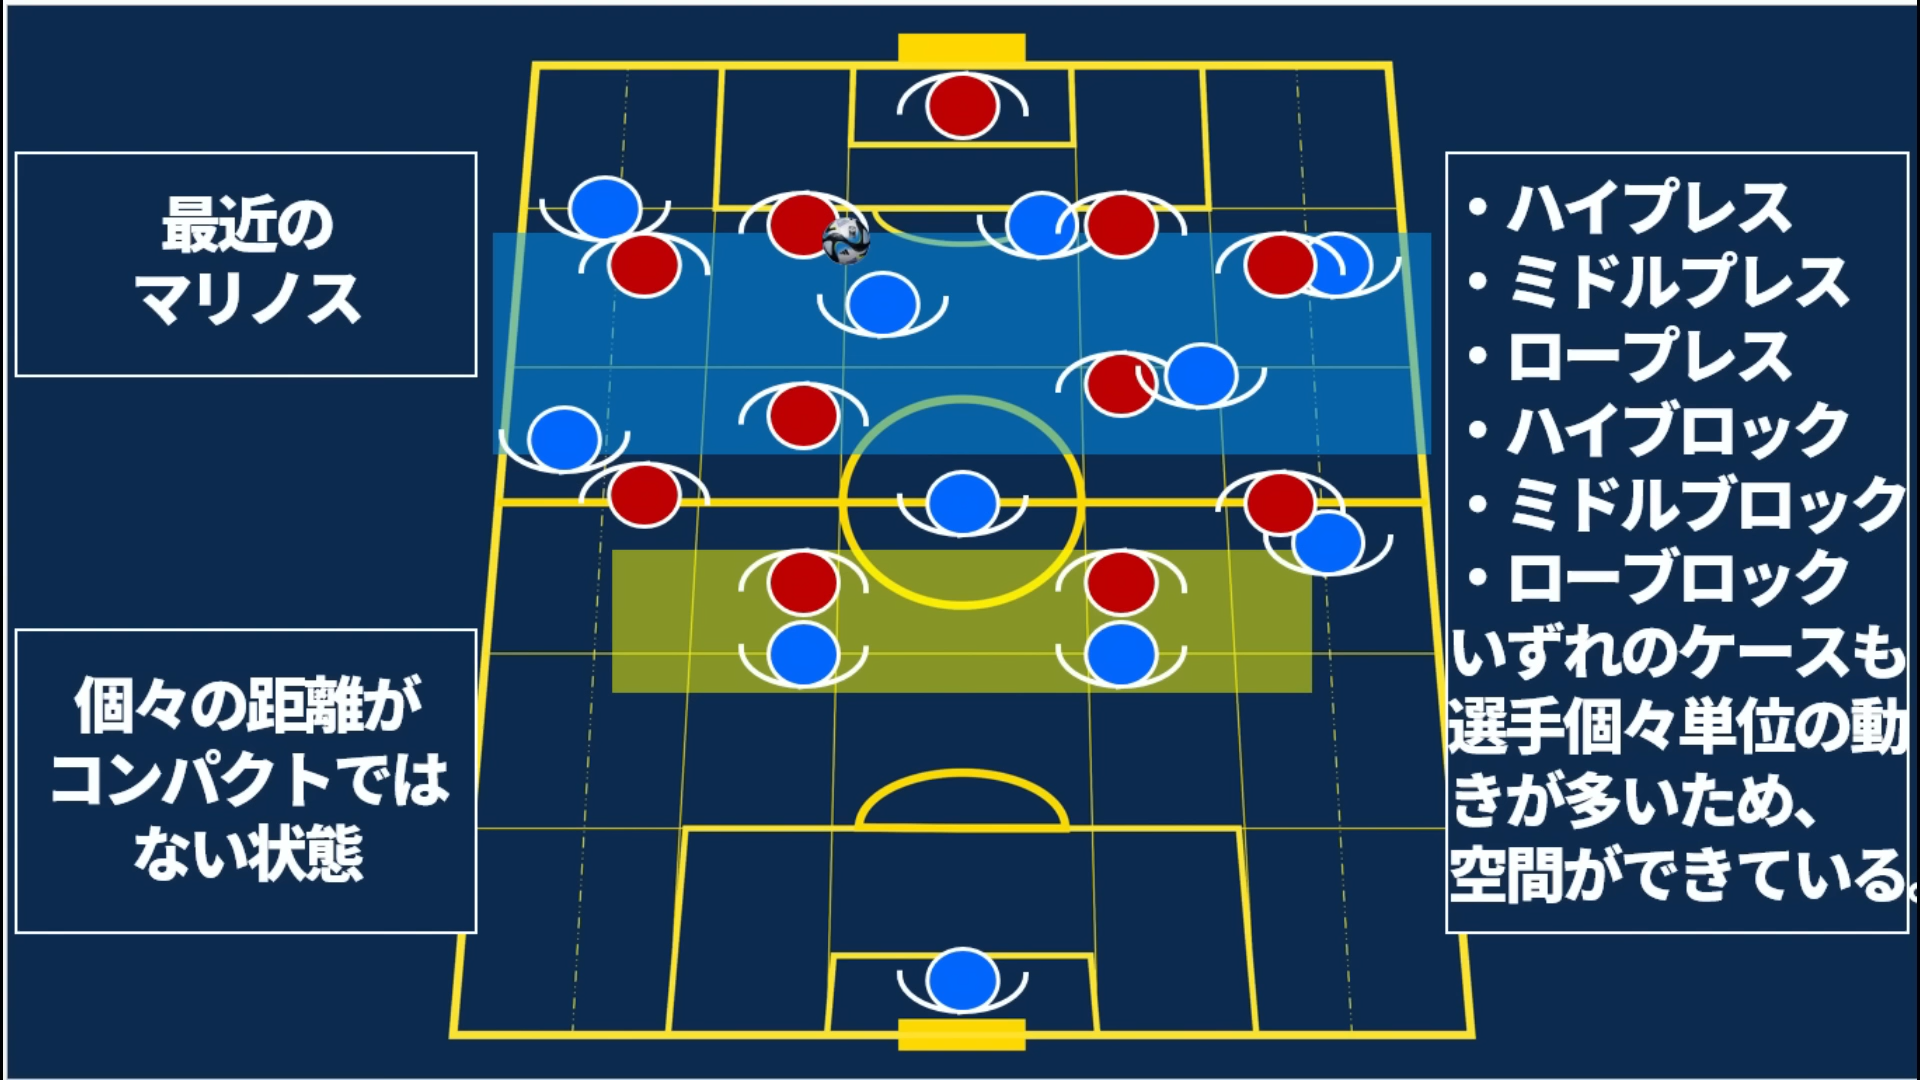 最近の
マリノス
個々の距離が
コンパクトでは
ない状態
・ハイプレス
・ミドルプレス
・ロープレス
・ハイブロック
・ミドルブロック
・ローブロック
いずれのケースも
選手個々単位の動
きが多いため、
空間ができている。